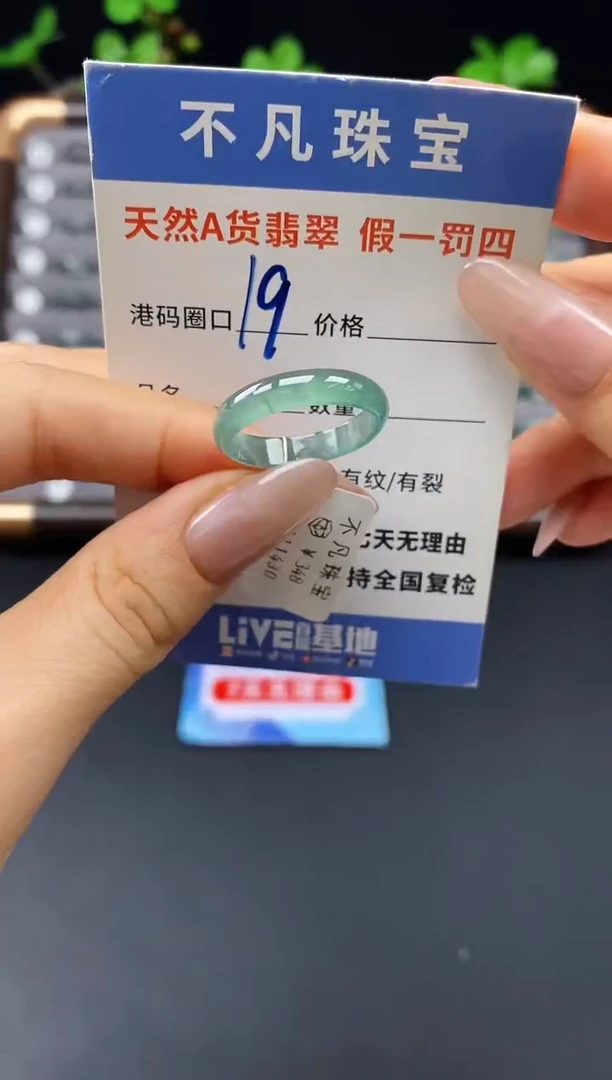 不凡珠宝
天然A货翡翠 假一罚四
港码圈口 19 价格
数量
有纹/有裂
七天无理由
持全国复检
不凡珠宝
¥348
LiVE 基地